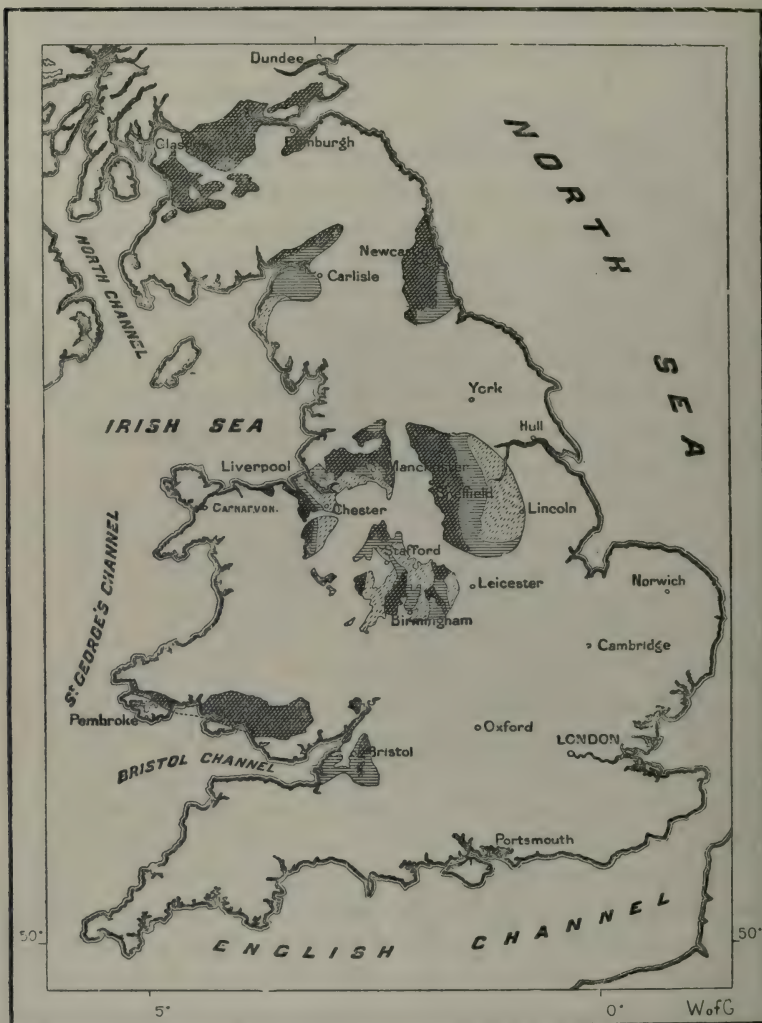 Dundee
Edinburgh
NORTH SEA
NORTH CHANNEL
Carlisle
York
Hull
IRISH SEA
Liverpool
Manchester
Sheffield
CARNARVON.
Chester
Lincoln
Stafford
ST GEORGE'S CHANNEL
Leicester
Norwich
Birmingham
Cambridge
Pembroke
Oxford
LONDON
BRISTOL CHANNEL
Bristol
Portsmouth
50°
ENGLISH CHANNEL
50°
5°
0°
W of G